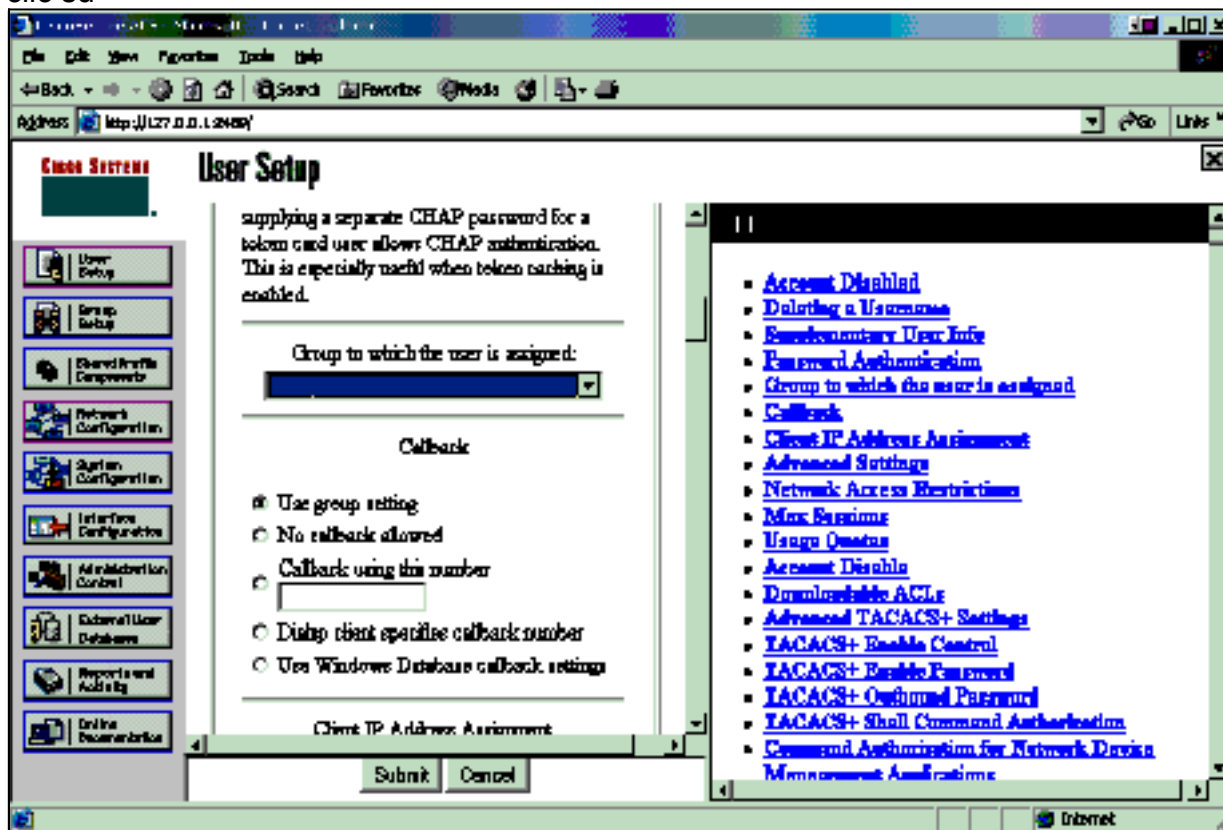 File Edit View Favorites Tools Help
Back Search Favorites Media
Address http://127.0.0.1:2489/ Go Links
CISCO SYSTEMS
User Setup
User Setup
Group Setup
Shared Profile Components
Network Configuration
System Configuration
Interface Configuration
Administration Control
External User Databases
Reports and Activity
Online Documentation
supplying a separate CHAP password for a
token card user allows CHAP authentication.
This is especially useful when token caching is
enabled.
Group to which the user is assigned:
Callback
Use group setting
No callback allowed
Callback using this number
Dialup client specifies callback number
Use Windows Database callback settings
Client IP Address Assignment
Submit Cancel
Account Disabled
Deleting a Username
Supplementary User Info
Password Authentication
Group to which the user is assigned
Callback
Client IP Address Assignment
Advanced Settings
Network Access Restrictions
Max Sessions
Usage Quotas
Account Disable
Downloadable ACLs
Advanced TACACS+ Settings
TACACS+ Enable Control
TACACS+ Enable Password
TACACS+ Outbound Password
TACACS+ Shell Command Authorization
Command Authorization for Network Device
Management Applications
Internet